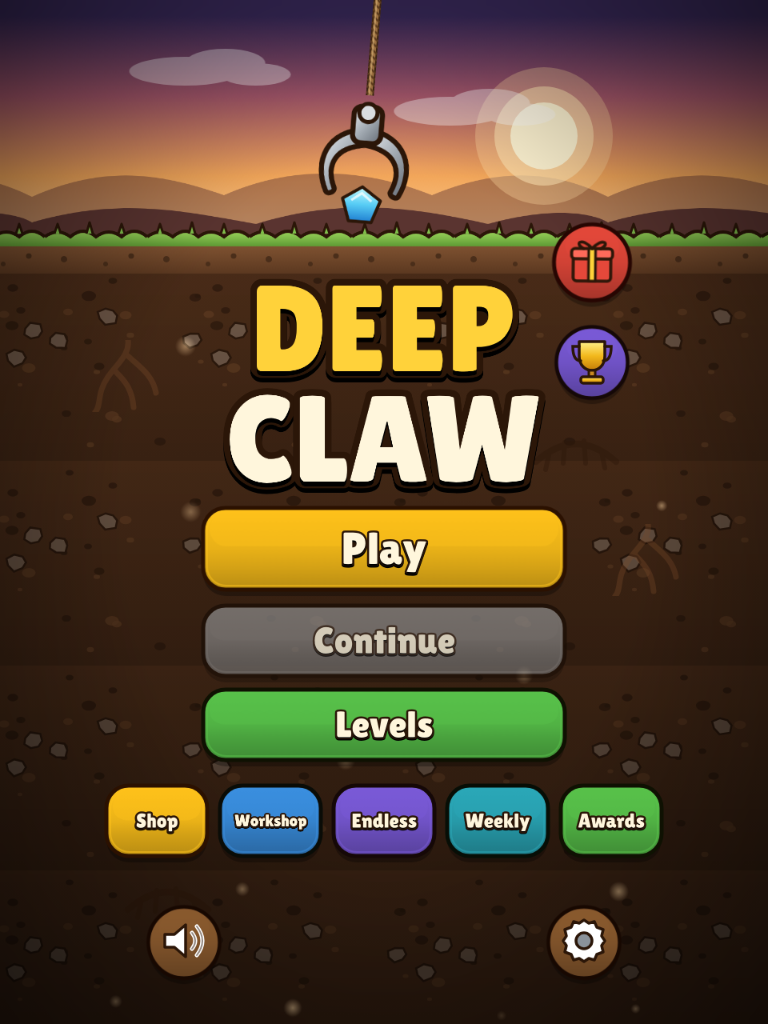 DEEP
CLAW
Play
Continue
Levels
Shop
Workshop
Endless
Weekly
Awards